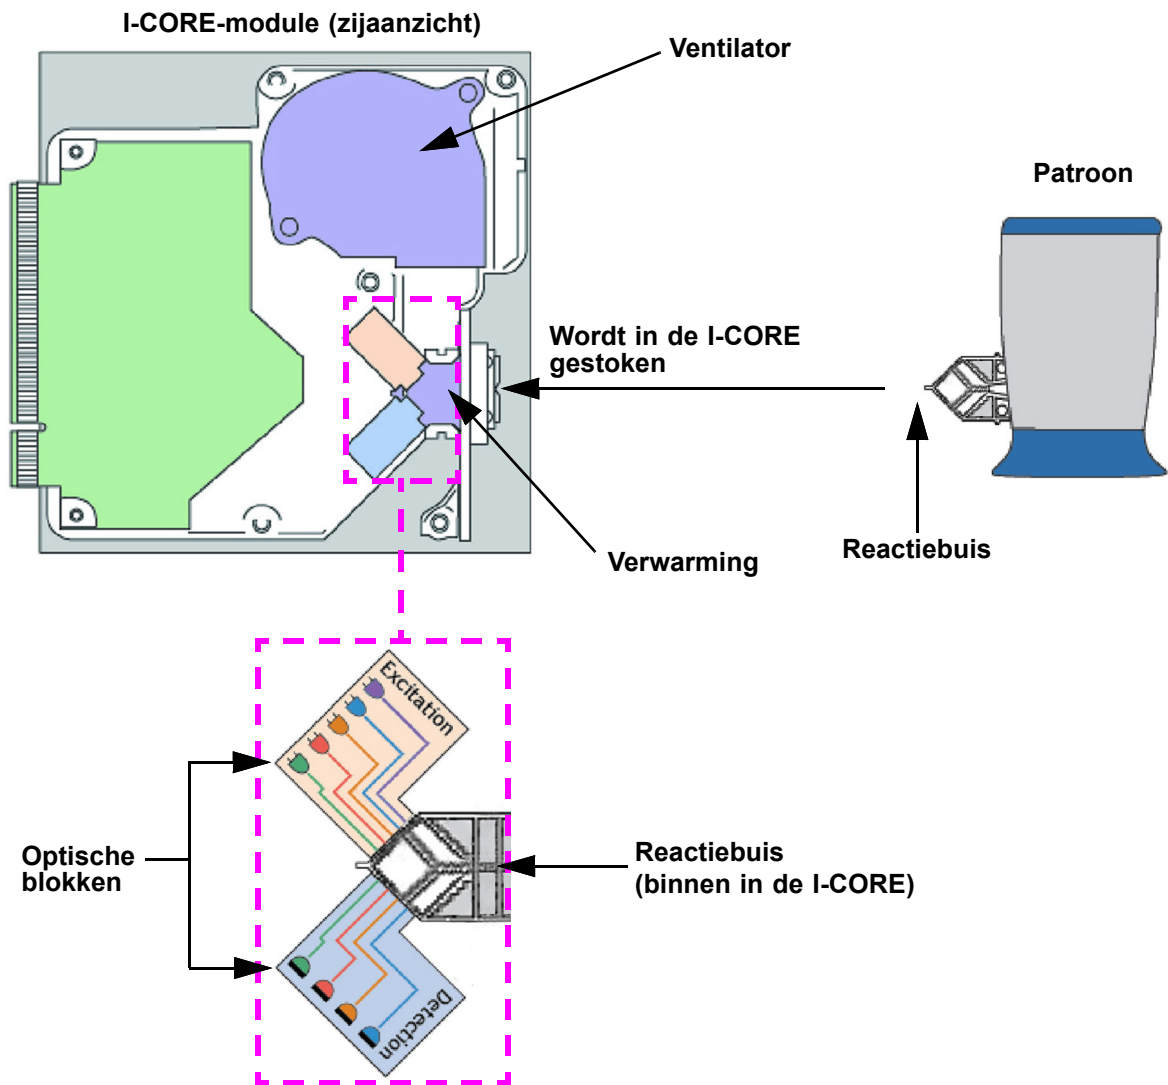 I-CORE-module (zijaanzicht)
Ventilator
Patroon
Wordt in de I-CORE
gestoken
Reactiebuis
Verwarming
Excitation
Optische
blokken
Reactiebuis
(binnen in de I-CORE)
Detection